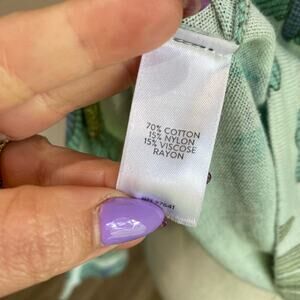 70% COTTON
15% NYLON
15% VISCOSE
RAYON